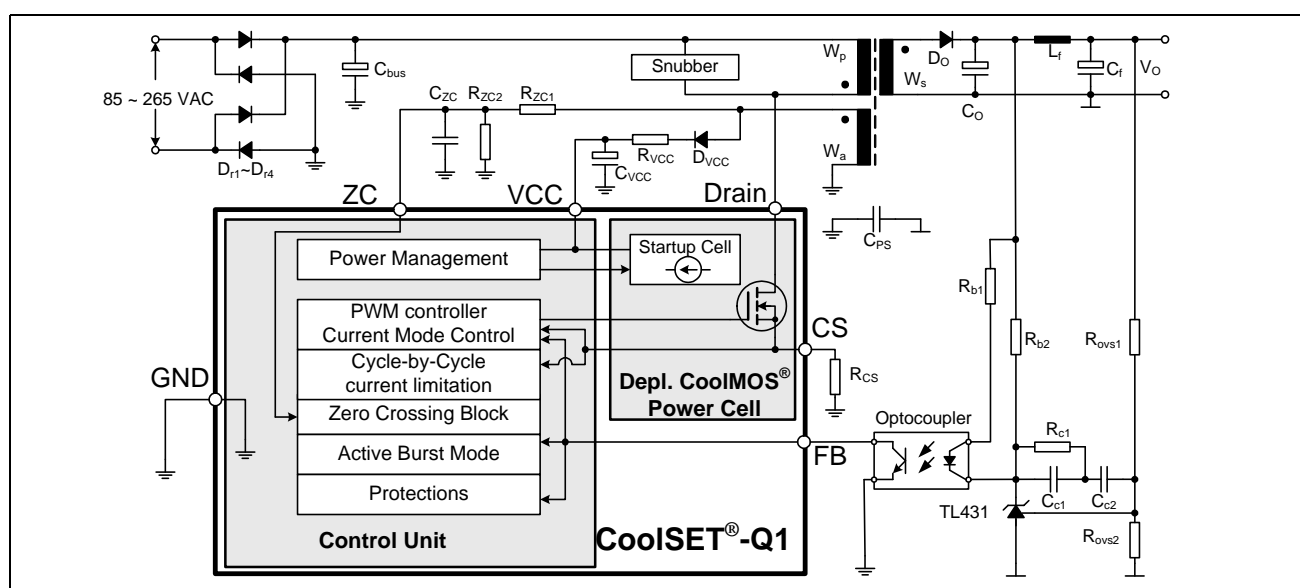 Snubber
Wp
Ws
DO
CO
Lf
Cf
VO
Cbus
85 ~ 265 VAC
CZC
RZC2
RZC1
RVCC
DVCC
CVCC
Wa
Dr1~Dr4
ZC
VCC
Drain
CPS
Power Management
Startup Cell
Rb1
PWM controller
Current Mode Control
CS
Rb2
Rovs1
Cycle-by-Cycle
current limitation
GND
RCS
Depl. CoolMOS®
Power Cell
Zero Crossing Block
Optocoupler
Rc1
Active Burst Mode
FB
Cc1
Cc2
Protections
TL431
Rovs2
Control Unit
CoolSET®-Q1